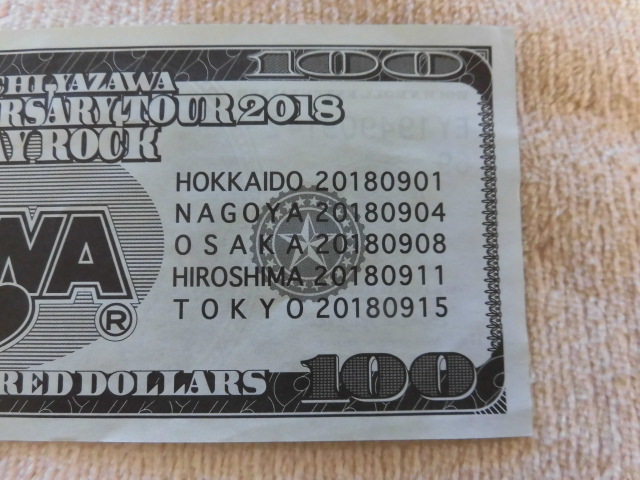 100
CHI YAZAWA
RSARY TOUR 2018
AY ROCK
HOKKAIDO 20180901
NAGOYA 20180904
OSAKA 20180908
HIROSHIMA 20180911
TOKYO 20180915
WA
®
RED DOLLARS
100